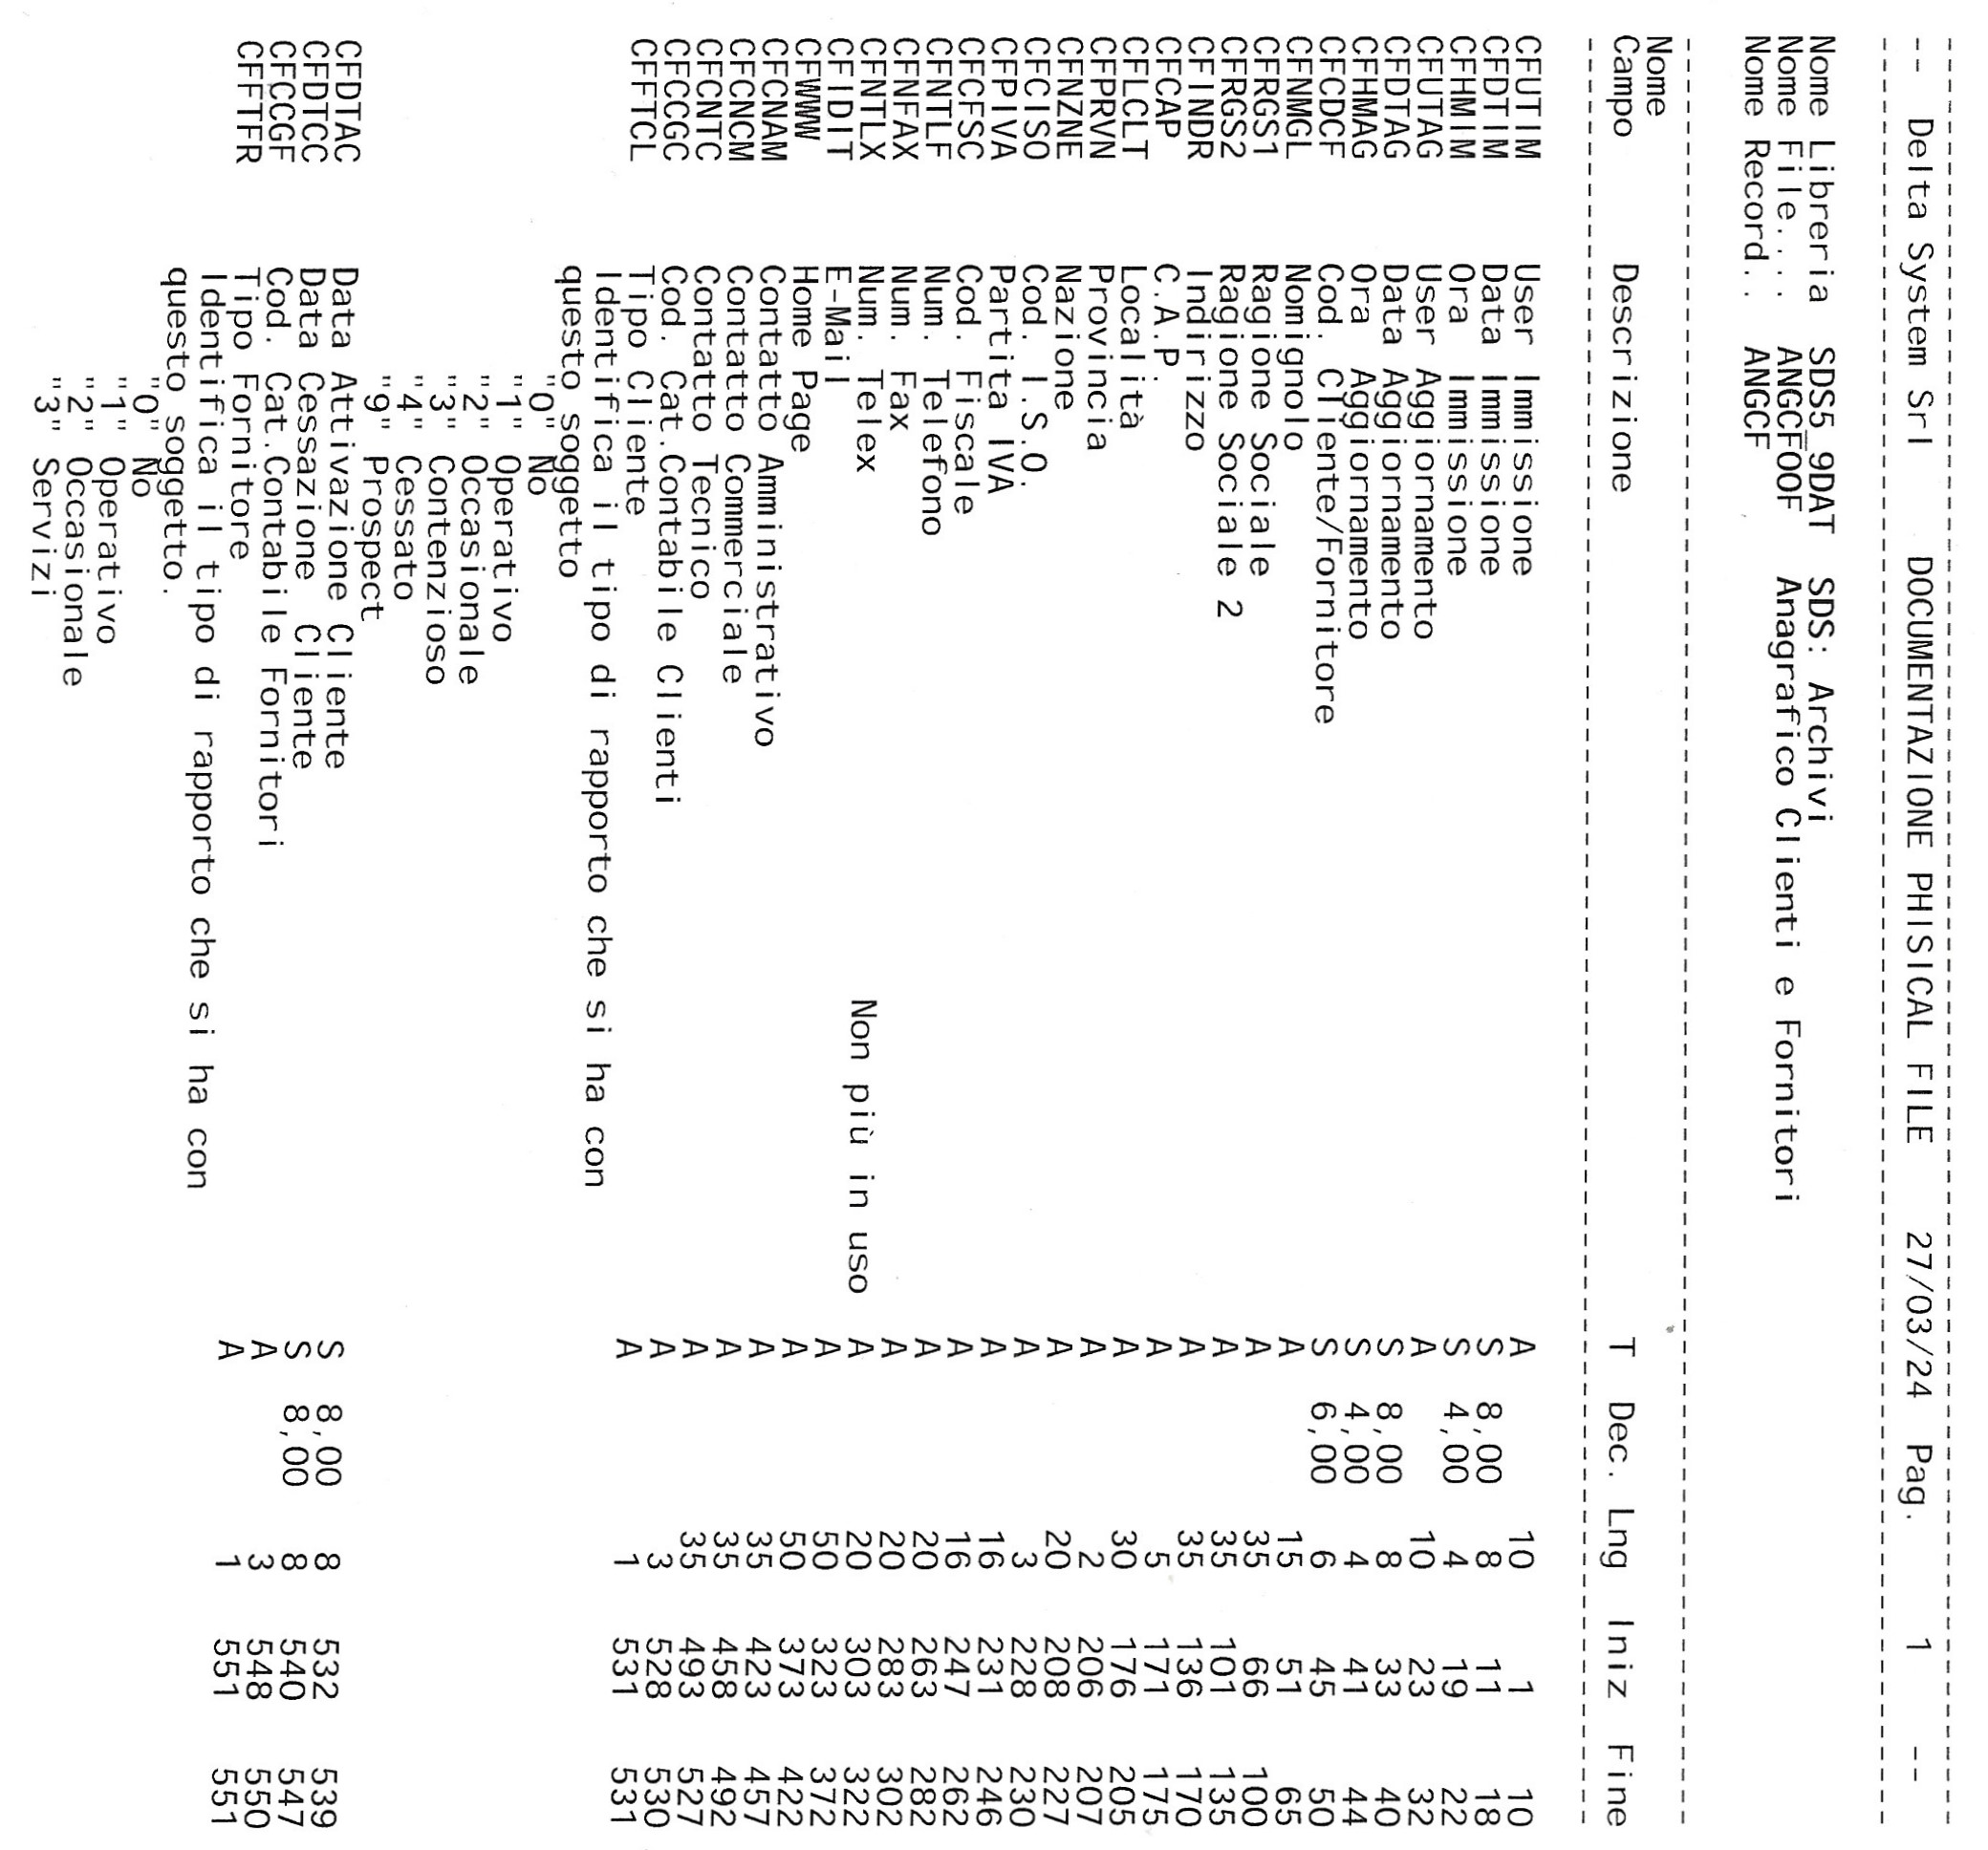 --------------------------------------------------------------------------------------
-- Delta System Srl DOCUMENTAZIONE PHISICAL FILE 27/03/24 Pag. 1 --
--------------------------------------------------------------------------------------
Nome Libreria SDS5_9DAT SDS: Archivi
Nome File.... ANGCF00F Anagrafico Clienti e Fornitori
Nome Record.. ANGCF
--------------------------------------------------------------------------------------
Nome
Campo Descrizione T Dec. Lng Iniz Fine
--------------------------------------------------------------------------------------
CFUTIM User Immissione A 10 1 10
CFDTIM Data Immissione S 8,00 8 11 18
CFHMIM Ora Immissione S 4,00 4 19 22
CFUTAG User Aggiornamento A 10 23 32
CFDTAG Data Aggiornamento S 8,00 8 33 40
CFHMAG Ora Aggiornamento S 4,00 4 41 44
CFCDCF Cod. Cliente/Fornitore S 6,00 6 45 50
CFNMGL Nomignolo A 15 51 65
CFRGS1 Ragione Sociale A 35 66 100
CFRGS2 Ragione Sociale 2 A 35 101 135
CFINDR Indirizzo A 35 136 170
CFCAP C.A.P. A 5 171 175
CFLCLT Località A 30 176 205
CFPRVN Provincia A 2 206 207
CFNZNE Nazione A 20 208 227
CFCISO Cod. I.S.O. A 3 228 230
CFPIVA Partita IVA A 16 231 246
CFCFSC Cod. Fiscale A 16 247 262
CFNTLF Num. Telefono A 20 263 282
CFNFAX Num. Fax A 20 283 302
CFNTLX Num. Telex Non più in uso A 20 303 322
CFIDIT E-Mail A 50 323 372
CFWWW Home Page A 50 373 422
CFCNAM Contatto Amministrativo A 35 423 457
CFCNCM Contatto Commerciale A 35 458 492
CFCNTC Contatto Tecnico A 35 493 527
CFCCGC Cod. Cat.Contabile Clienti A 3 528 530
CFFTCL Tipo Cliente A 1 531 531
Identifica il tipo di rapporto che si ha con
questo soggetto
"0" No
"1" Operativo
"2" Occasionale
"3" Contenzioso
"4" Cessato
"9" Prospect
CFDTAC Data Attivazione Cliente S 8,00 8 532 539
CFDTCC Data Cessazione Cliente S 8,00 8 540 547
CFCCGF Cod. Cat.Contabile Fornitori A 3 548 550
CFFTFR Tipo Fornitore A 1 551 551
Identifica il tipo di rapporto che si ha con
questo soggetto.
"0" No
"1" Operativo
"2" Occasionale
"3" Servizi